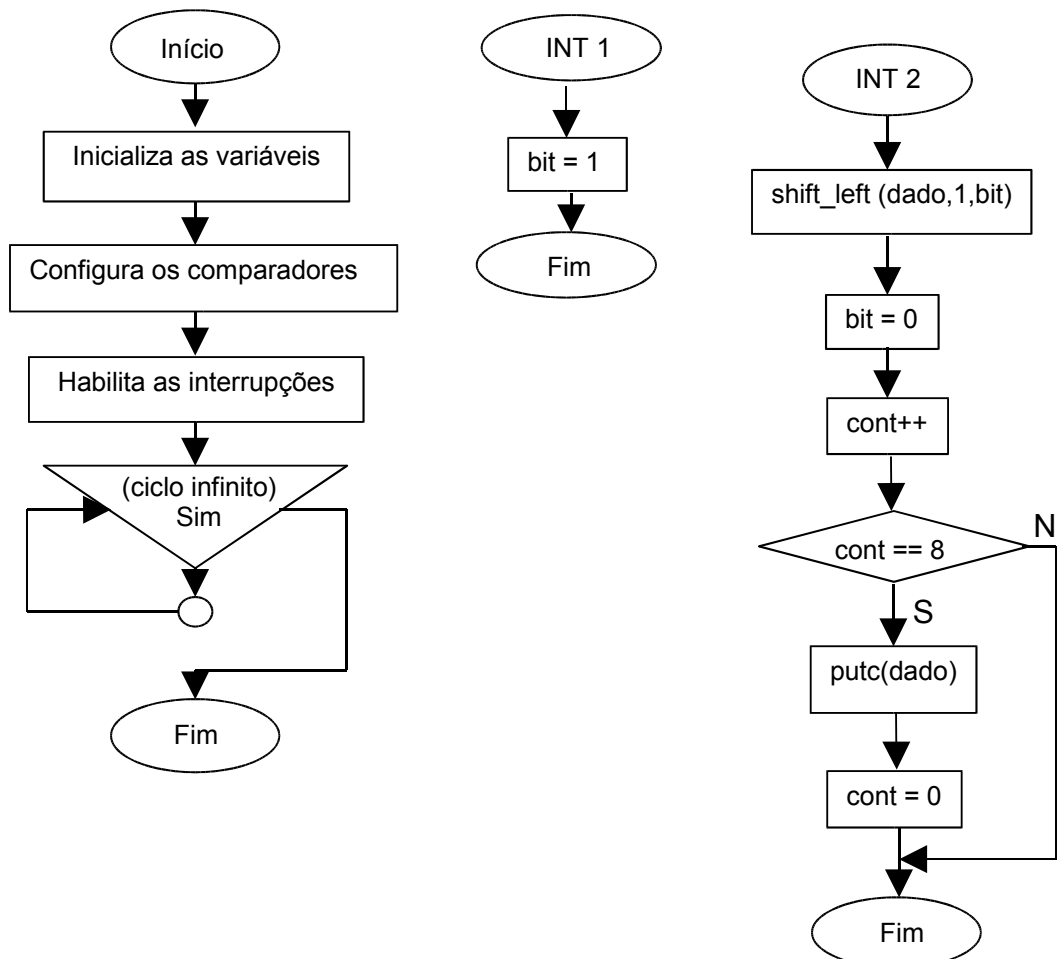 Início
Inicializa as variáveis
Configura os comparadores
Habilita as interrupções
(ciclo infinito)
Sim
Fim
INT 1
bit = 1
Fim
INT 2
shift_left (dado,1,bit)
bit = 0
cont++
cont == 8
N
S
putc(dado)
cont = 0
Fim